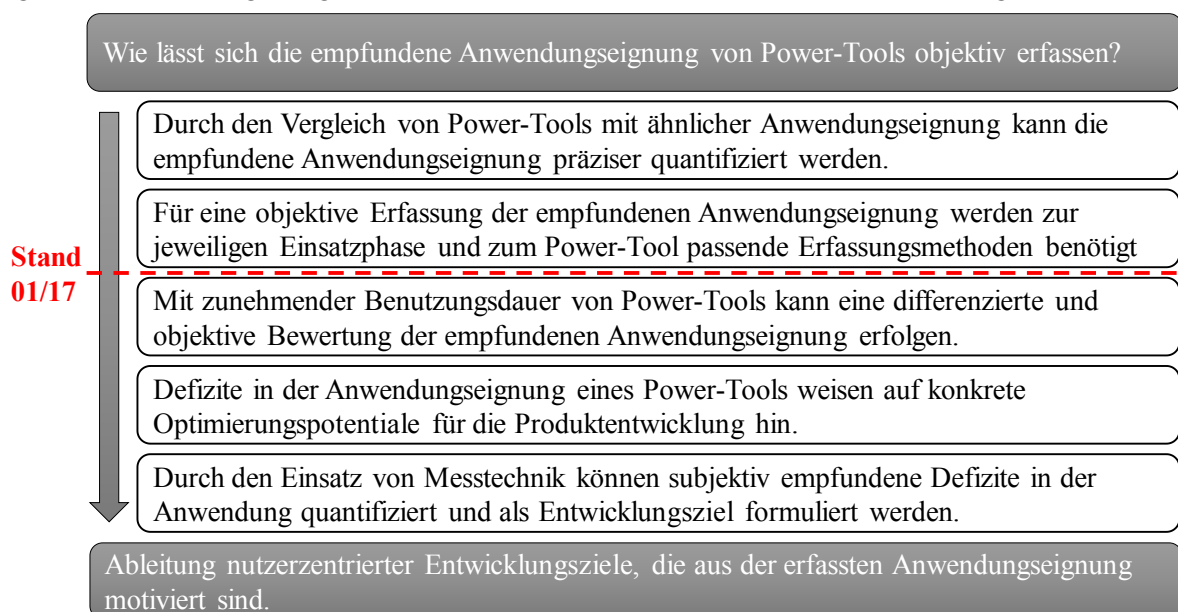 Wie lässt sich die empfundene Anwendungseignung von Power-Tools objektiv erfassen?
Durch den Vergleich von Power-Tools mit ähnlicher Anwendungseignung kann die
empfundene Anwendungseignung präziser quantifiziert werden.
Für eine objektive Erfassung der empfundenen Anwendungseignung werden zur
jeweiligen Einsatzphase und zum Power-Tool passende Erfassungsmethoden benötigt
Stand
01/17
Mit zunehmender Benutzungsdauer von Power-Tools kann eine differenzierte und
objektive Bewertung der empfundenen Anwendungseignung erfolgen.
Defizite in der Anwendungseignung eines Power-Tools weisen auf konkrete
Optimierungspotentiale für die Produktentwicklung hin.
Durch den Einsatz von Messtechnik können subjektiv empfundene Defizite in der
Anwendung quantifiziert und als Entwicklungsziel formuliert werden.
Ableitung nutzerzentrierter Entwicklungsziele, die aus der erfassten Anwendungseignung
motiviert sind.